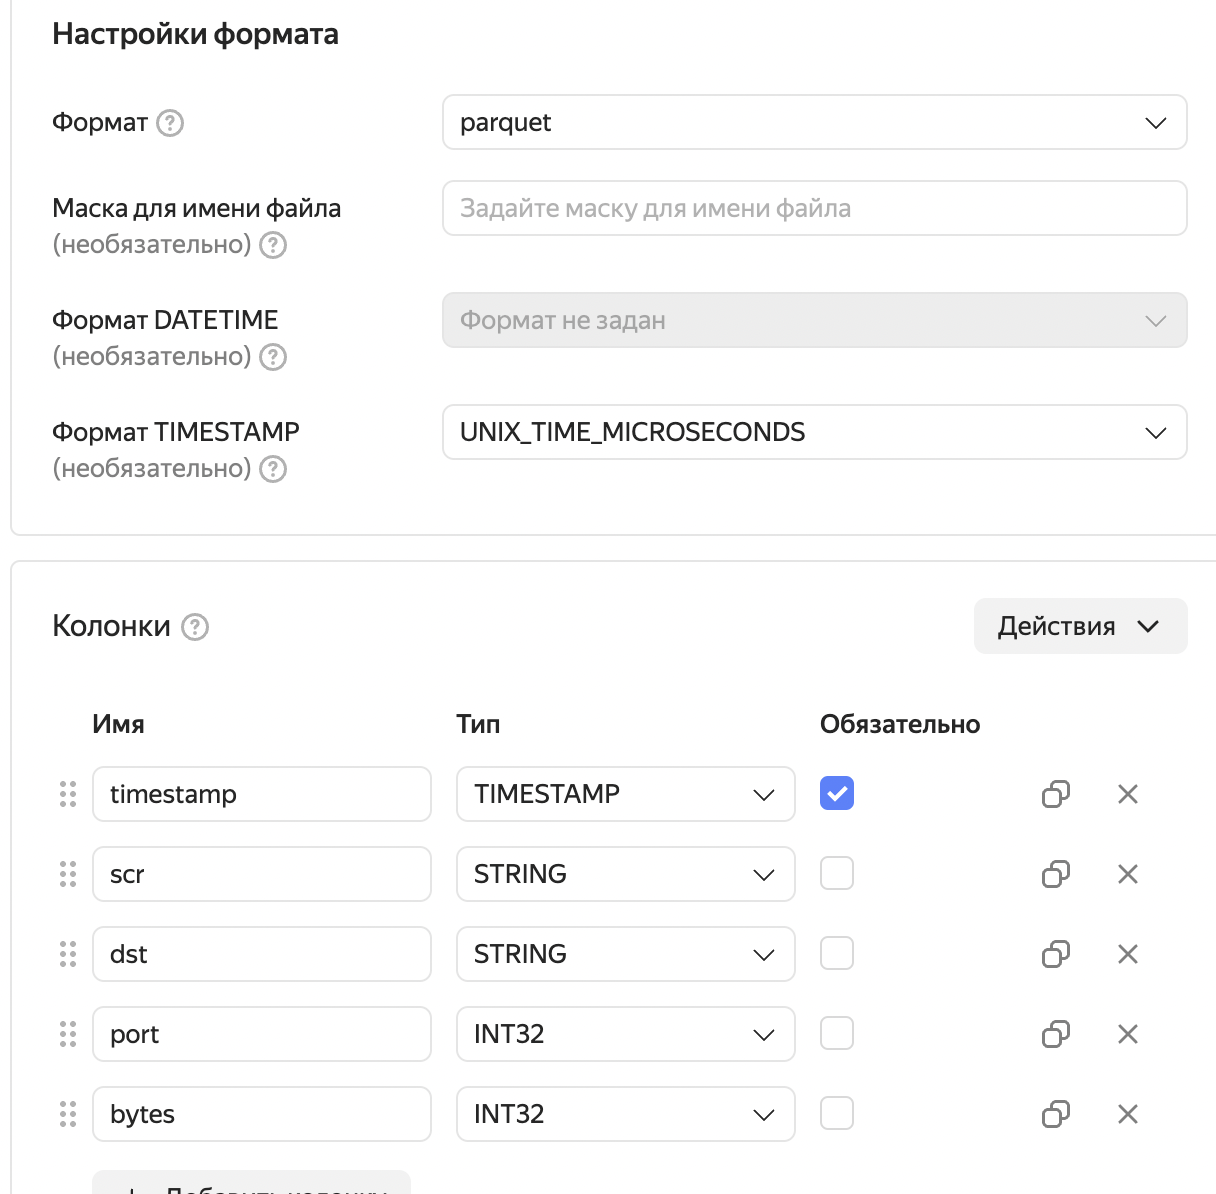 Настройки формата
Формат
parquet
Маска для имени файла
(необязательно)
Задайте маску для имени файла
Формат DATETIME
(необязательно)
Формат не задан
Формат TIMESTAMP
(необязательно)
UNIX_TIME_MICROSECONDS
Колонки
Действия
Имя Тип Обязательно
timestamp TIMESTAMP
scr STRING
dst STRING
port INT32
bytes INT32
+ Добавить колонку